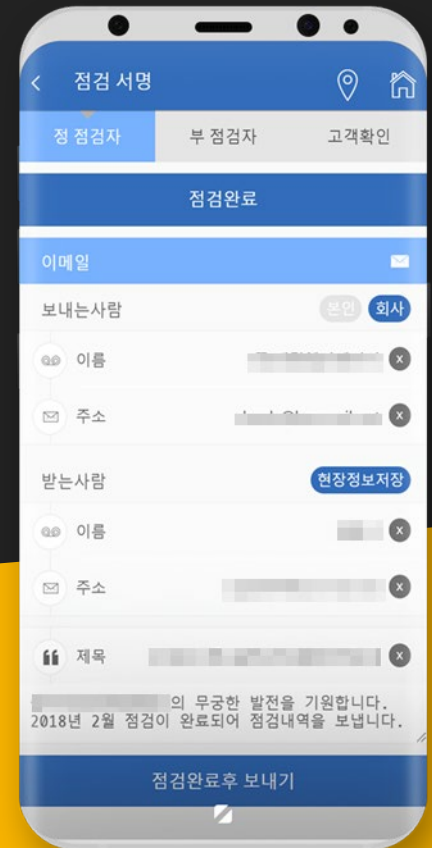 점검 서명
정 점검자 부 점검자 고객확인
점검완료
이메일
보내는사람 본인 회사
이름 x
주소 x
받는사람 현장정보저장
이름 x
주소 x
제목 x
의 무궁한 발전을 기원합니다.
2018년 2월 점검이 완료되어 점검내역을 보냅니다.
점검완료후 보내기